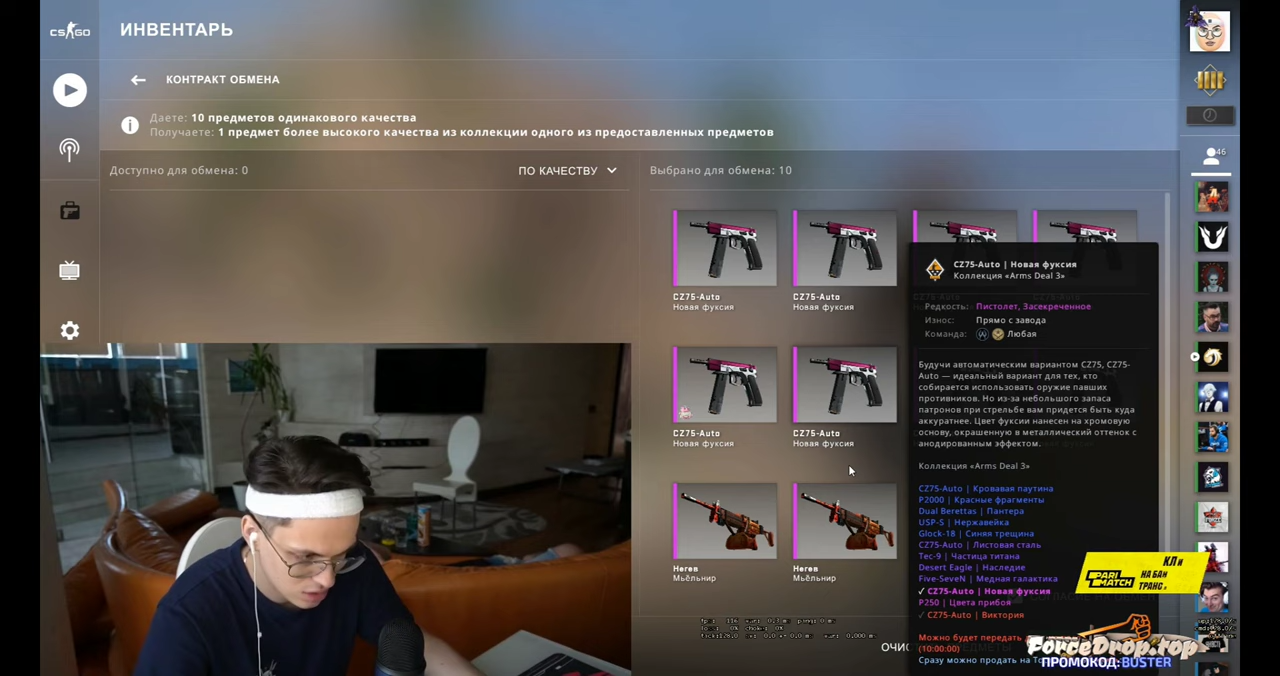 CS:GO
ИНВЕНТАРЬ
КОНТРАКТ ОБМЕНА
Даете: 10 предметов одинакового качества
Получаете: 1 предмет более высокого качества из коллекции одного из предоставленных предметов
Доступно для обмена: 0
ПО КАЧЕСТВУ
Выбрано для обмена: 10
46
CZ75-Auto
Новая фуксия
CZ75-Auto
Новая фуксия
CZ75-Auto
Новая фуксия
CZ75-Auto
Новая фуксия
Негев
Мьёльнир
Негев
Мьёльнир
CZ75-Auto | Новая фуксия
Коллекция «Arms Deal 3»
Редкость: Пистолет, Засекреченное
Износ: Прямо с завода
Команда: Любая
Будучи автоматическим вариантом CZ75, CZ75-
Auto — идеальный вариант для тех, кто
собирается использовать оружие павших
противников. Но из-за небольшого запаса
патронов при стрельбе вам придется быть куда
аккуратнее. Цвет фуксии нанесен на хромовую
основу, окрашенную в металлический оттенок с
анодированным эффектом.
Коллекция «Arms Deal 3»
CZ75-Auto | Кровавая паутина
P2000 | Красные фрагменты
Dual Berettas | Пантера
USP-S | Нержавейка
Glock-18 | Синяя трещина
CZ75-Auto | Листовая сталь
Tec-9 | Частица титана
Desert Eagle | Наследие
Five-SeveN | Медная галактика
✓ CZ75-Auto | Новая фуксия
P250 | Цвета прибоя
✓ CZ75-Auto | Виктория
Можно будет передать
(10:00:00)
Сразу можно продать на
PARIMATCH
НА БАН
ForceDrop.top
ПРОМОКОД:BUSTER